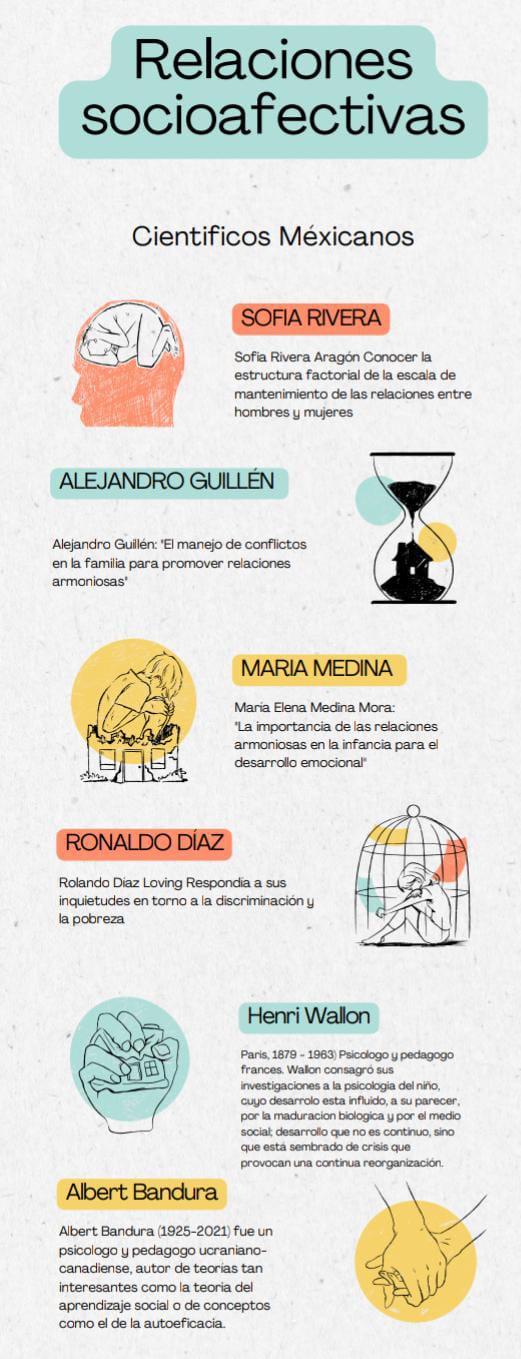 Relaciones
socioafectivas
Cientificos Méxicanos
SOFIA RIVERA
Sofia Rivera Aragón Conocer la
estructura factorial de la escala de
mantenimiento de las relaciones entre
hombres y mujeres
ALEJANDRO GUILLÉN
Alejandro Guillén: "El manejo de conflictos
en la familia para promover relaciones
armoniosas"
MARIA MEDINA
María Elena Medina Mora:
"La importancia de las relaciones
armoniosas en la infancia para el
desarrollo emocional"
RONALDO DÍAZ
Rolando Díaz Loving Respondía a sus
inquietudes en torno a la discriminación y
la pobreza
Henri Wallon
Paris, 1879 - 1963) Psicologo y pedagogo
frances. Wallon consagró sus
investigaciones a la psicologia del niño,
cuyo desarrolo esta influido, a su parecer,
por la maduracion biologica y por el medio
social; desarrollo que no es continuo, sino
que está sembrado de crisis que
provocan una continua reorganización.
Albert Bandura
Albert Bandura (1925-2021) fue un
psicologo y pedagogo ucraniano-
canadiense, autor de teorías tan
interesantes como la teoria del
aprendizaje social o de conceptos
como el de la autoeficacia.